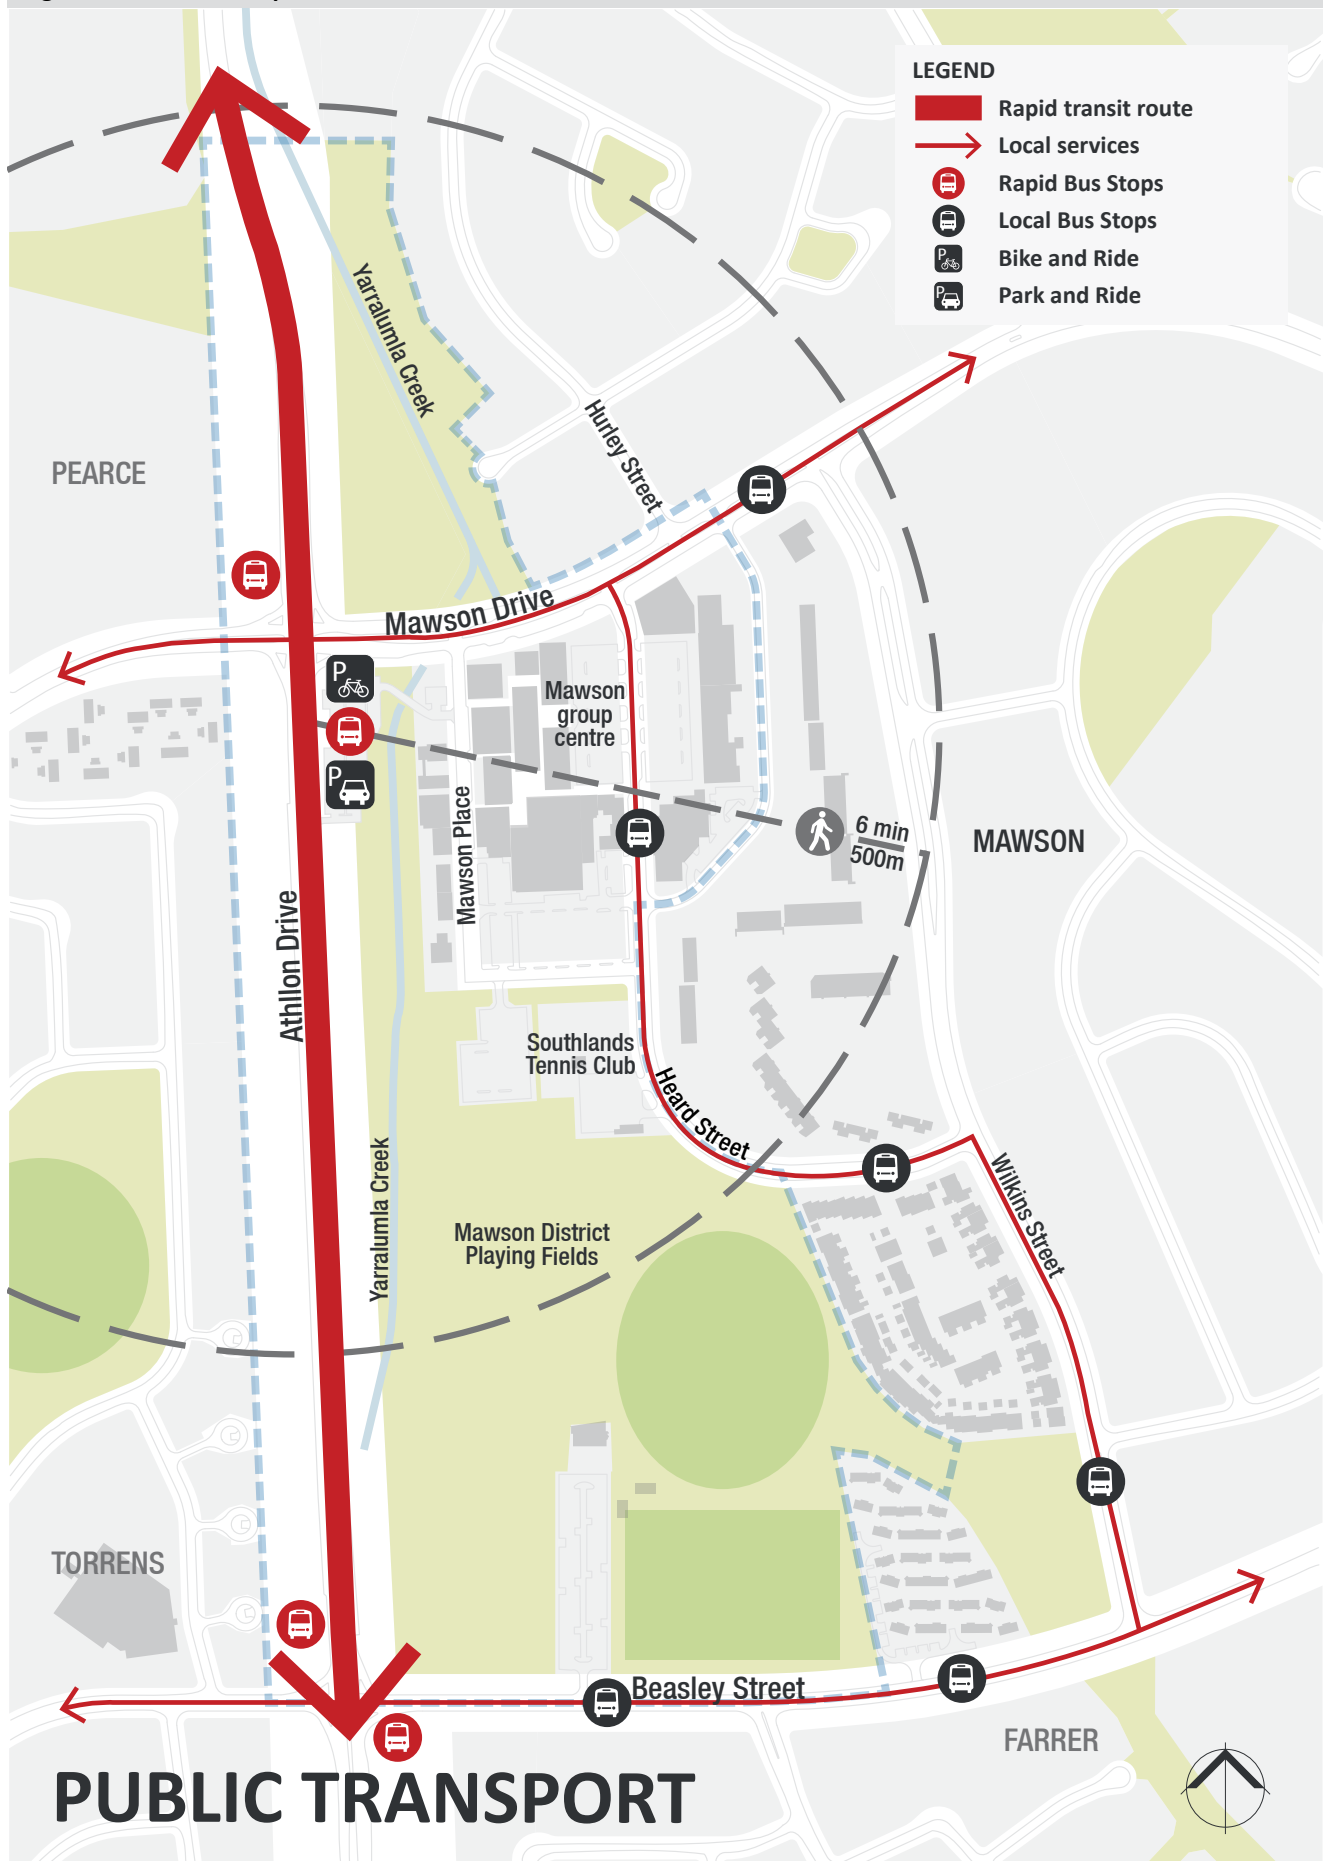 LEGEND
Rapid transit route
Local services
Rapid Bus Stops
Local Bus Stops
P
Bike and Ride
P
Park and Ride
Yarralumla Creek
Hurley Street
PEARCE
Mawson Drive
P
P
Mawson
group
centre
Mawson Place
6 min
500m
MAWSON
Athllon Drive
Southlands
Tennis Club
Heard Street
Wilkins Street
Yarralumla Creek
Mawson District
Playing Fields
TORRENS
Beasley Street
FARRER
PUBLIC TRANSPORT